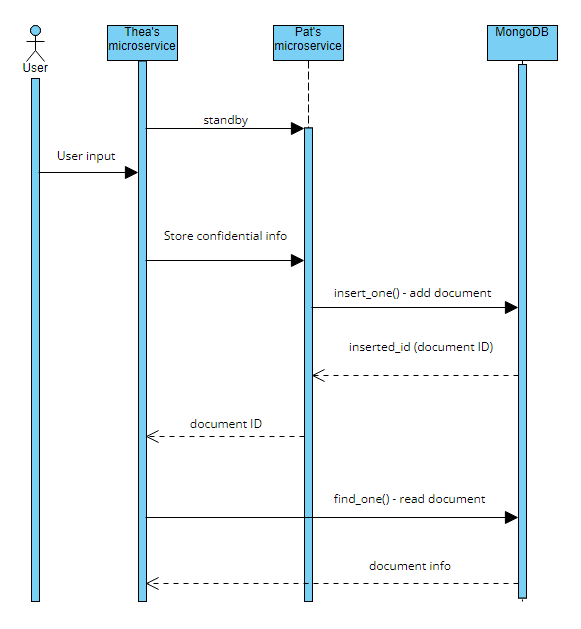 Thea's
microservice
Pat's
microservice
MongoDB
User
standby
User input
Store confidential info
insert_one() - add document
inserted_id (document ID)
document ID
find_one() - read document
document info